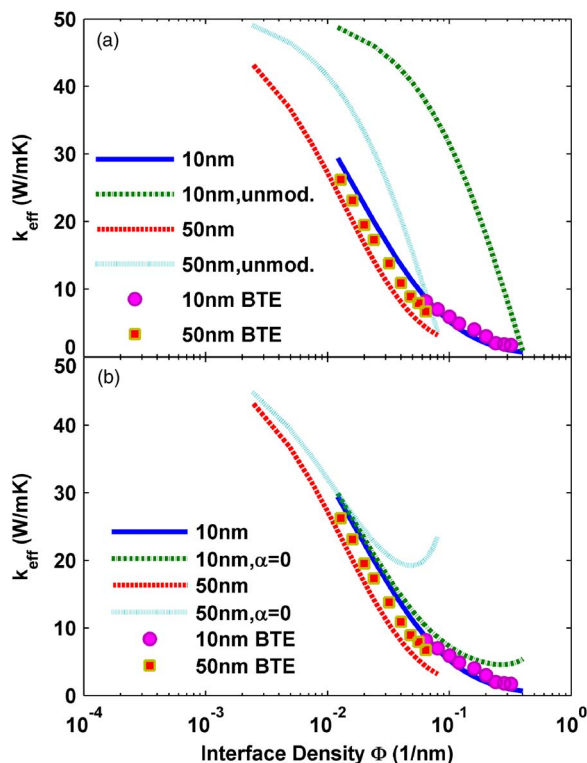 (a)
50
40
30
20
10
0
k_eff (W/mK)
10nm
10nm,unmod.
50nm
50nm,unmod.
10nm BTE
50nm BTE
(b)
50
40
30
20
10
0
k_eff (W/mK)
10nm
10nm,α=0
50nm
50nm,α=0
10nm BTE
50nm BTE
10^-4 10^-3 10^-2 10^-1 10^0
Interface Density Φ (1/nm)